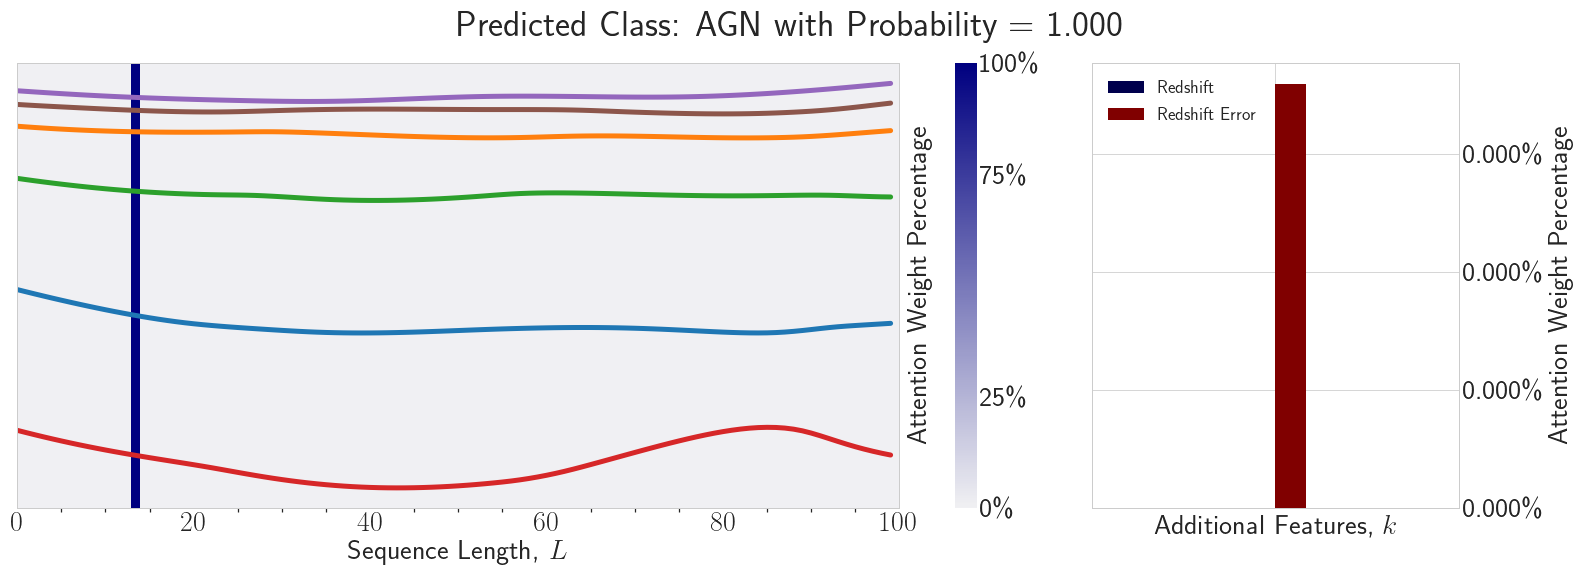 Predicted Class: AGN with Probability = 1.000
100%
75%
25%
0%
Attention Weight Percentage
0
20
40
60
80
100
Sequence Length, L
Redshift
Redshift Error
0.000%
0.000%
0.000%
0.000%
Attention Weight Percentage
Additional Features, k